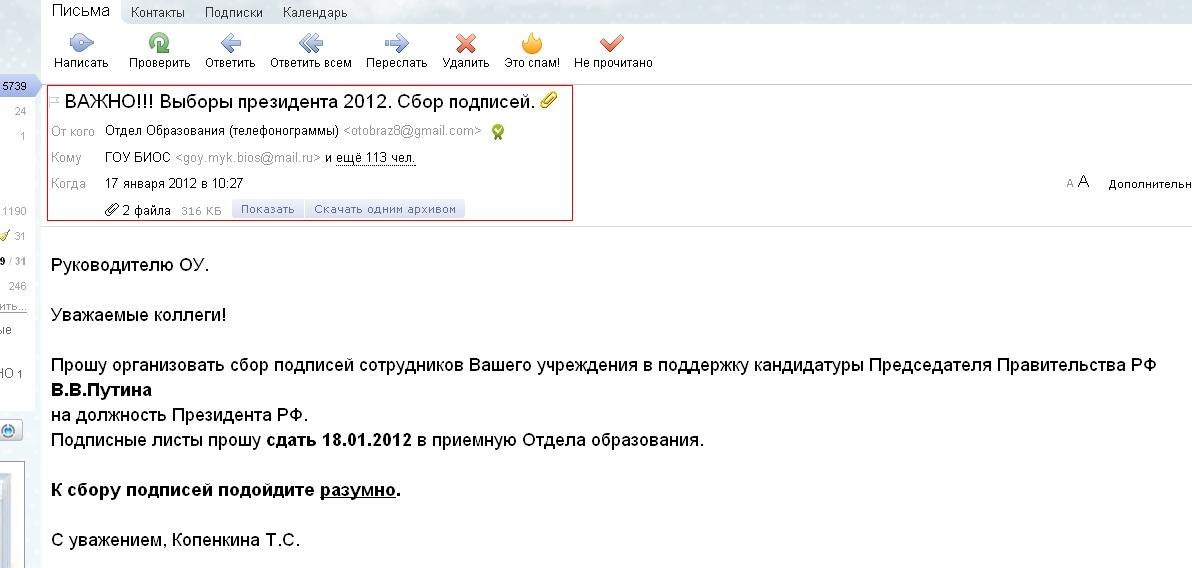 Письма Контакты Подписки Календарь
Написать Проверить Ответить Ответить всем Переслать Удалить Это спам! Не прочитано
5739
24
1
1190
31
9 / 31
246
ить...
ые
НО 1
ВАЖНО!!! Выборы президента 2012. Сбор подписей.
От кого Отдел Образования (телефонограммы) <otobraz8@gmail.com>
Кому ГОУ БИОС <goy.myk.bios@mail.ru> и ещё 113 чел.
Когда 17 января 2012 в 10:27
А А Дополнительн
2 файла 316 КБ Показать Скачать одним архивом
Руководителю ОУ.
Уважаемые коллеги!
Прошу организовать сбор подписей сотрудников Вашего учреждения в поддержку кандидатуры Председателя Правительства РФ
В.В.Путина
на должность Президента РФ.
Подписные листы прошу сдать 18.01.2012 в приемную Отдела образования.
К сбору подписей подойдите разумно.
С уважением, Копенкина Т.С.